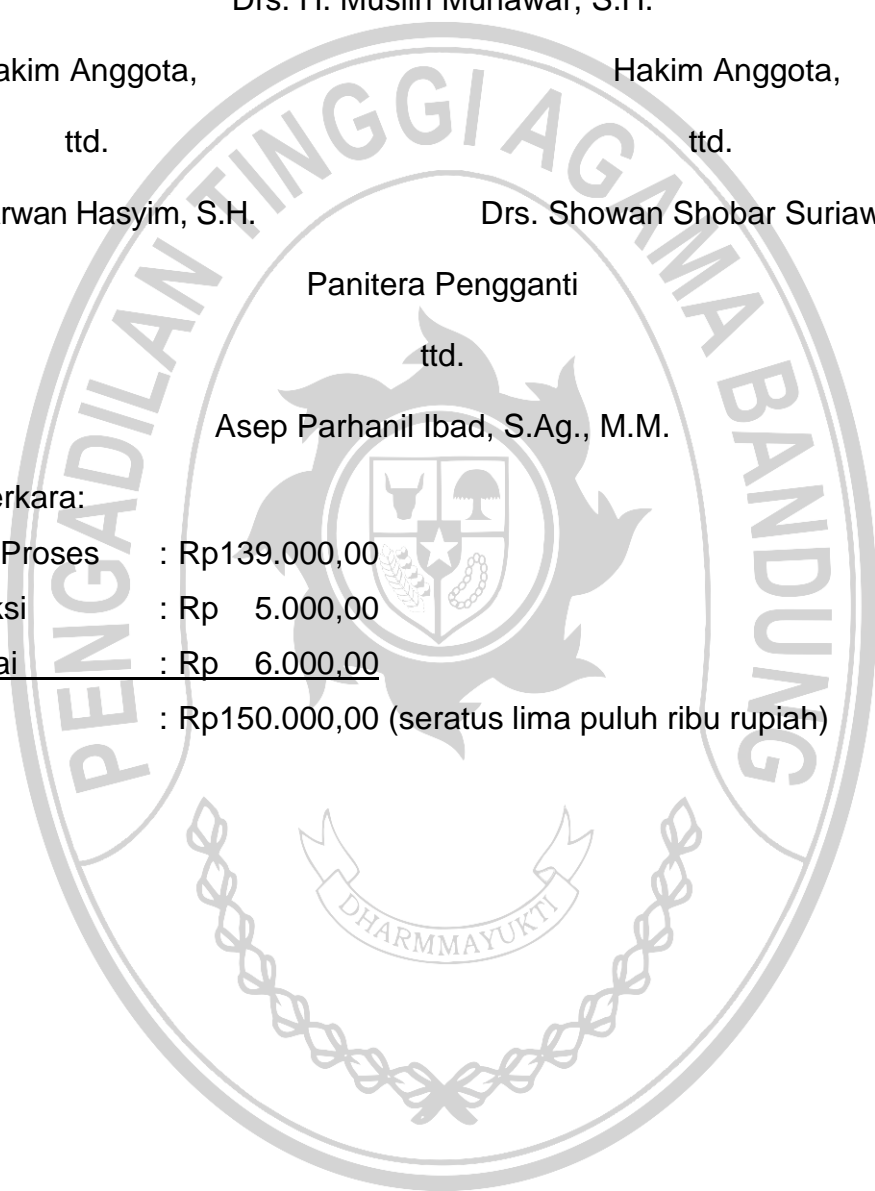 Drs. H. Munawar, S.H.
akim Anggota, Hakim Anggota,
ttd. ttd.
rwan Hasyim, S.H. Drs. Showan Shobar Suriaw
Panitera Pengganti
ttd.
Asep Parhanil Ibad, S.Ag., M.M.
erkara:
Proses : Rp139.000,00
ksi : Rp 5.000,00
ai : Rp 6.000,00
: Rp150.000,00 (seratus lima puluh ribu rupiah)
PENGADILAN TINGGI AGAMA BANDUNG
DHARMMAYUKTI